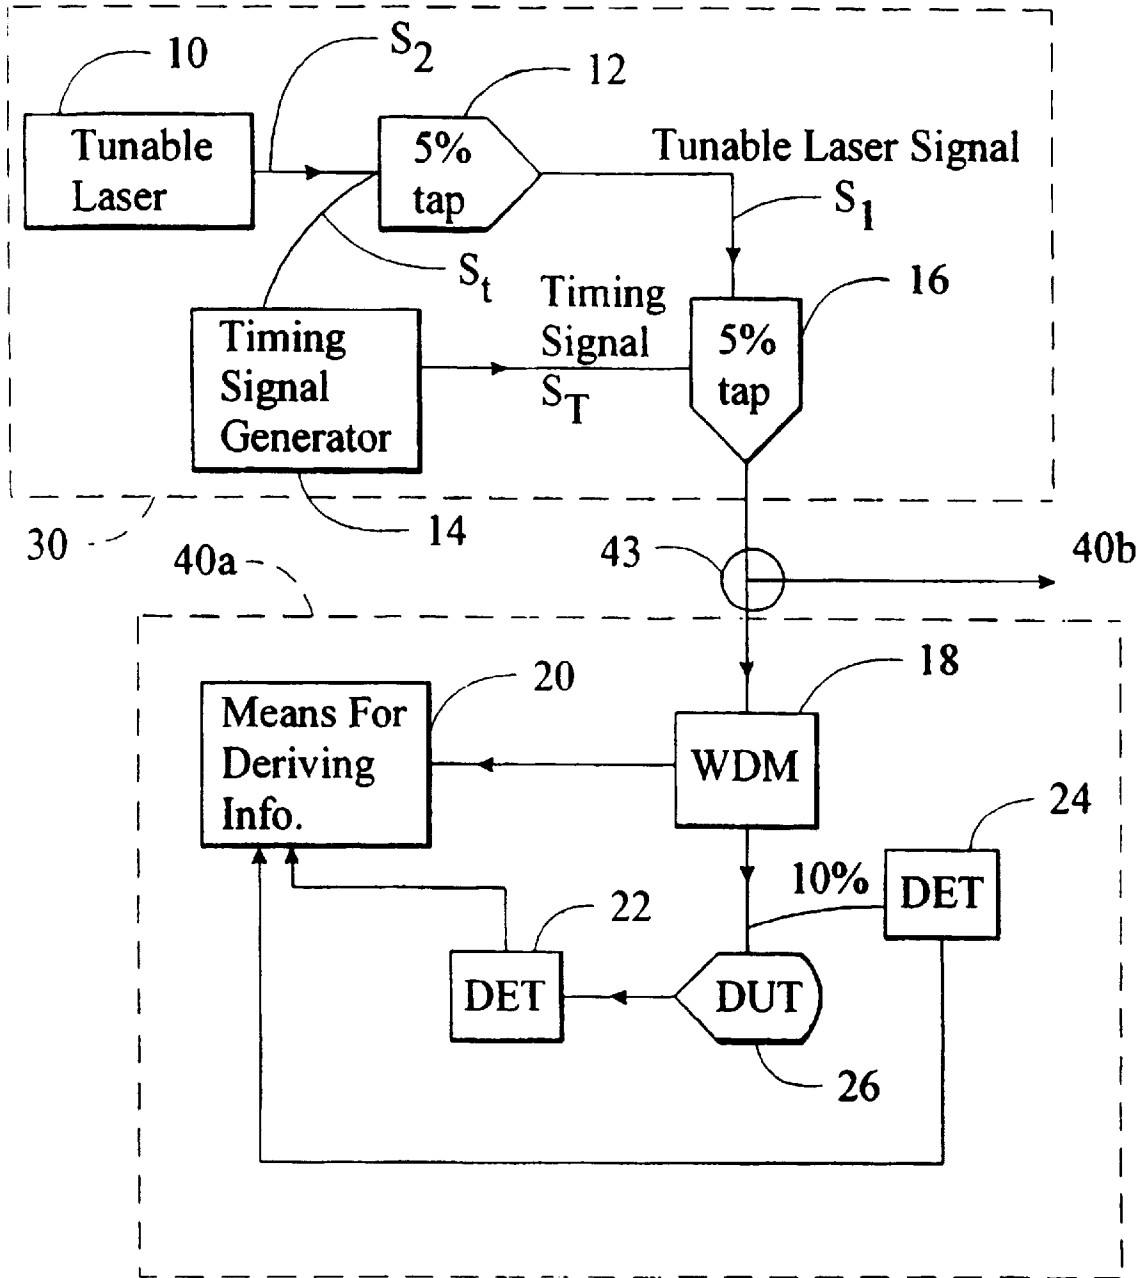 10
S2
12
Tunable
Laser
5%
tap
Tunable Laser Signal
S1
St
Timing
Signal
ST
16
5%
tap
Timing
Signal
Generator
30
14
43
40b
40a
18
20
Means For
Deriving
Info.
WDM
24
10%
DET
22
DET
DUT
26